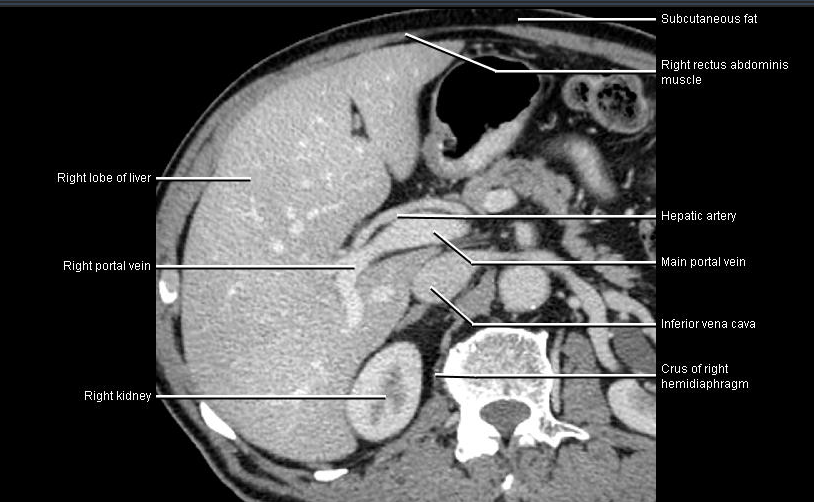 Subcutaneous fat
Right rectus abdominis
muscle
Right lobe of liver
Hepatic artery
Right portal vein
Main portal vein
Inferior vena cava
Crus of right
hemidiaphragm
Right kidney